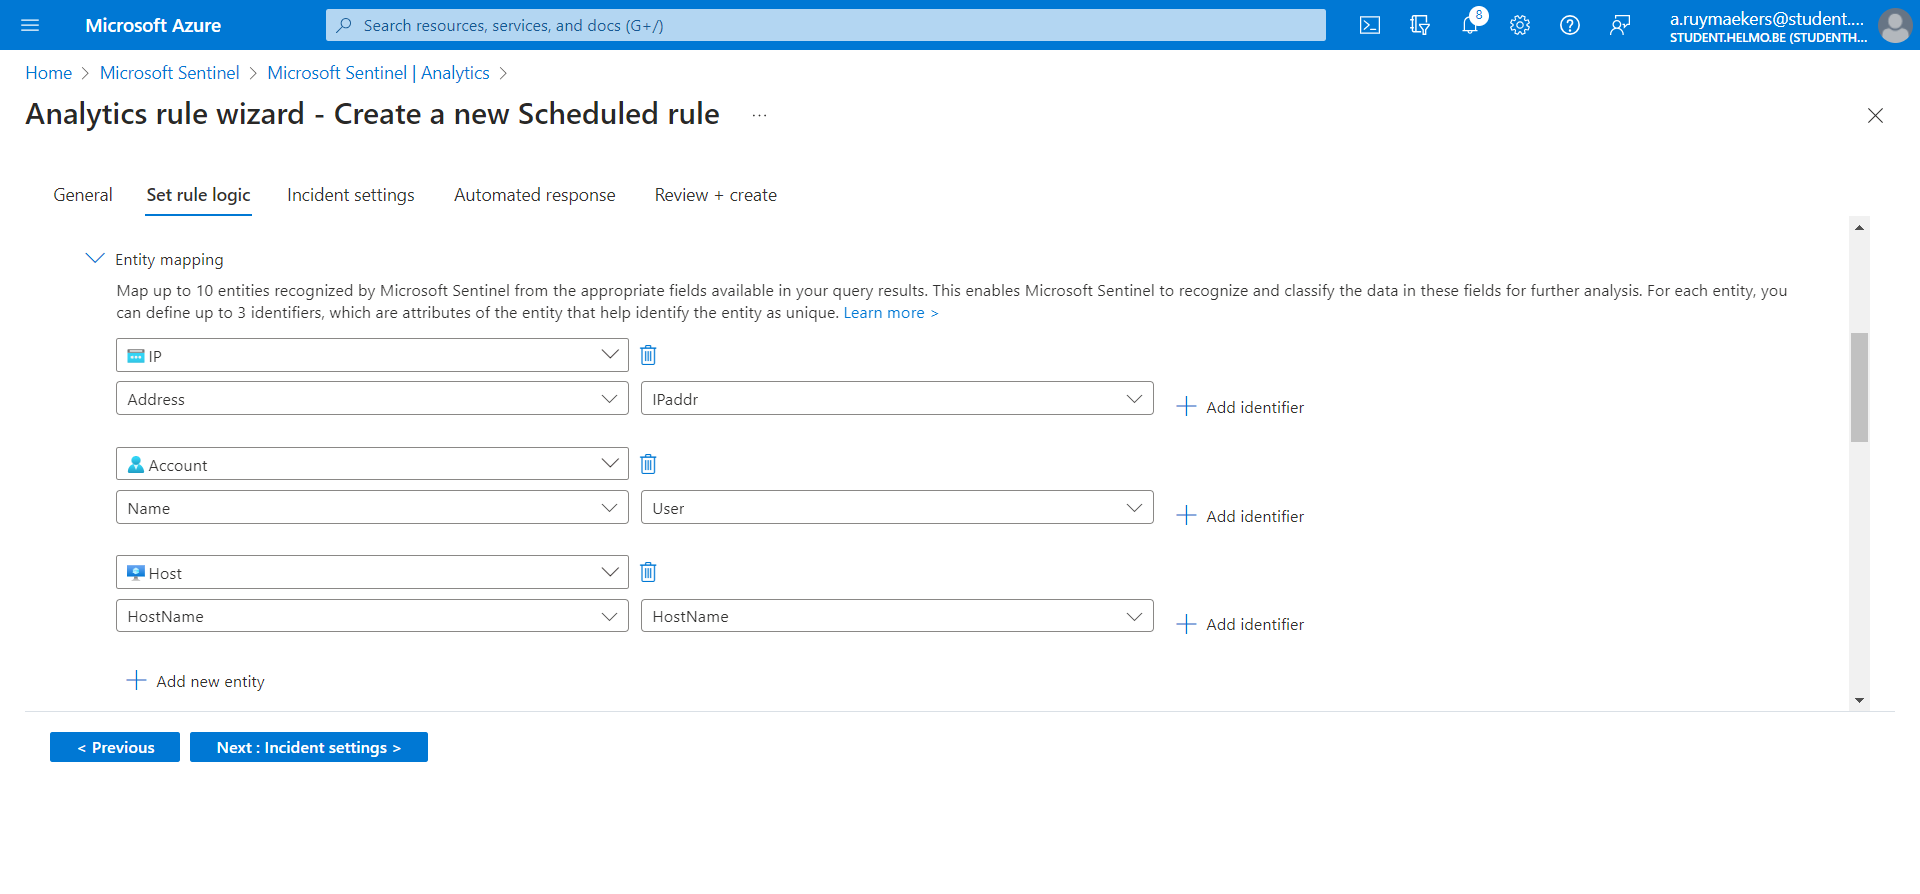 Microsoft Azure
Search resources, services, and docs (G+/)
8
a.ruymaekers@student....
STUDENT.HELMO.BE (STUDENTH...
Home > Microsoft Sentinel > Microsoft Sentinel | Analytics >
Analytics rule wizard - Create a new Scheduled rule ...
General
Set rule logic
Incident settings
Automated response
Review + create
Entity mapping
Map up to 10 entities recognized by Microsoft Sentinel from the appropriate fields available in your query results. This enables Microsoft Sentinel to recognize and classify the data in these fields for further analysis. For each entity, you
can define up to 3 identifiers, which are attributes of the entity that help identify the entity as unique. Learn more >
IP
Address
IPaddr
Add identifier
Account
Name
User
Add identifier
Host
HostName
HostName
Add identifier
Add new entity
< Previous
Next : Incident settings >